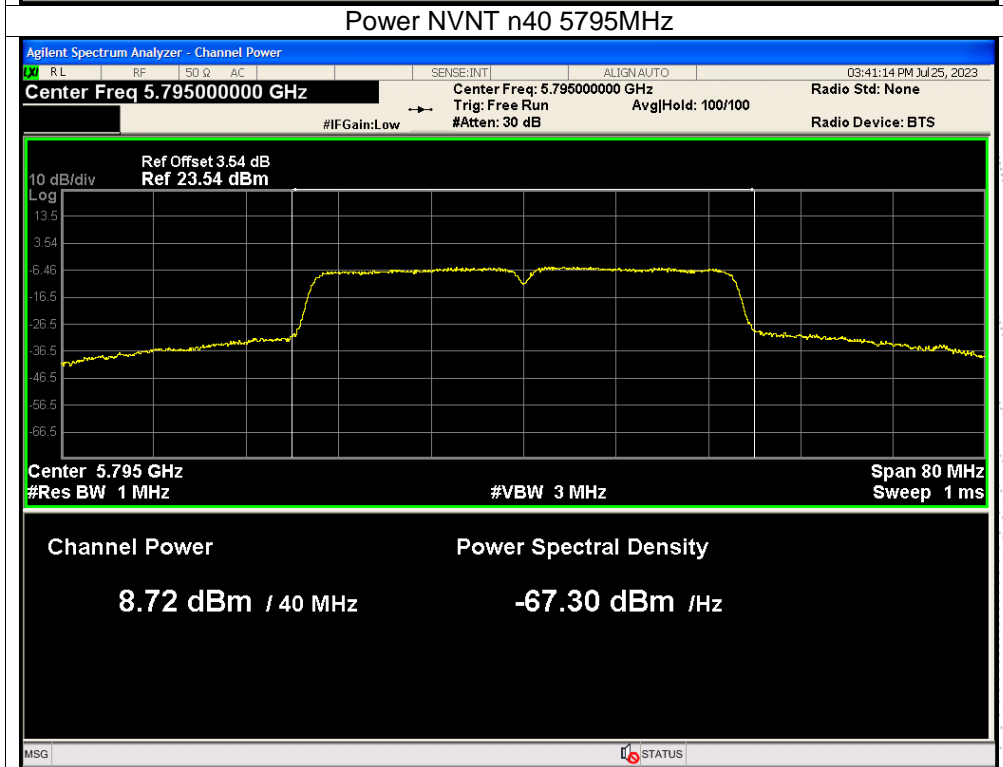 Power NVNT n40 5795MHz
Agilent Spectrum Analyzer - Channel Power
LXI RL RF 50 Ω AC SENSE:INT ALIGN AUTO 03:41:14 PM Jul 25, 2023
Center Freq 5.795000000 GHz Center Freq: 5.795000000 GHz Radio Std: None
Trig: Free Run Avg|Hold: 100/100
#IFGain:Low #Atten: 30 dB Radio Device: BTS
Ref Offset 3.54 dB
10 dB/div Ref 23.54 dBm
Log
13.5
3.54
-6.46
-16.5
-26.5
-36.5
-46.5
-56.5
-66.5
Center 5.795 GHz Span 80 MHz
#Res BW 1 MHz #VBW 3 MHz Sweep 1 ms
Channel Power Power Spectral Density
8.72 dBm / 40 MHz -67.30 dBm /Hz
MSG STATUS